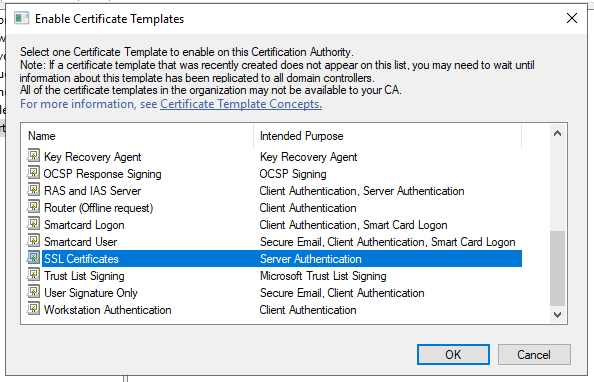 Enable Certificate Templates
Select one Certificate Template to enable on this Certification Authority.
Note: If a certificate template that was recently created does not appear on this list, you may need to wait until
information about this template has been replicated to all domain controllers.
All of the certificate templates in the organization may not be available to your CA.
For more information, see Certificate Template Concepts.
Name Intended Purpose
Key Recovery Agent Key Recovery Agent
OCSP Response Signing OCSP Signing
RAS and IAS Server Client Authentication, Server Authentication
Router (Offline request) Client Authentication
Smartcard Logon Client Authentication, Smart Card Logon
Smartcard User Secure Email, Client Authentication, Smart Card Logon
SSL Certificates Server Authentication
Trust List Signing Microsoft Trust List Signing
User Signature Only Secure Email, Client Authentication
Workstation Authentication Client Authentication
OK Cancel